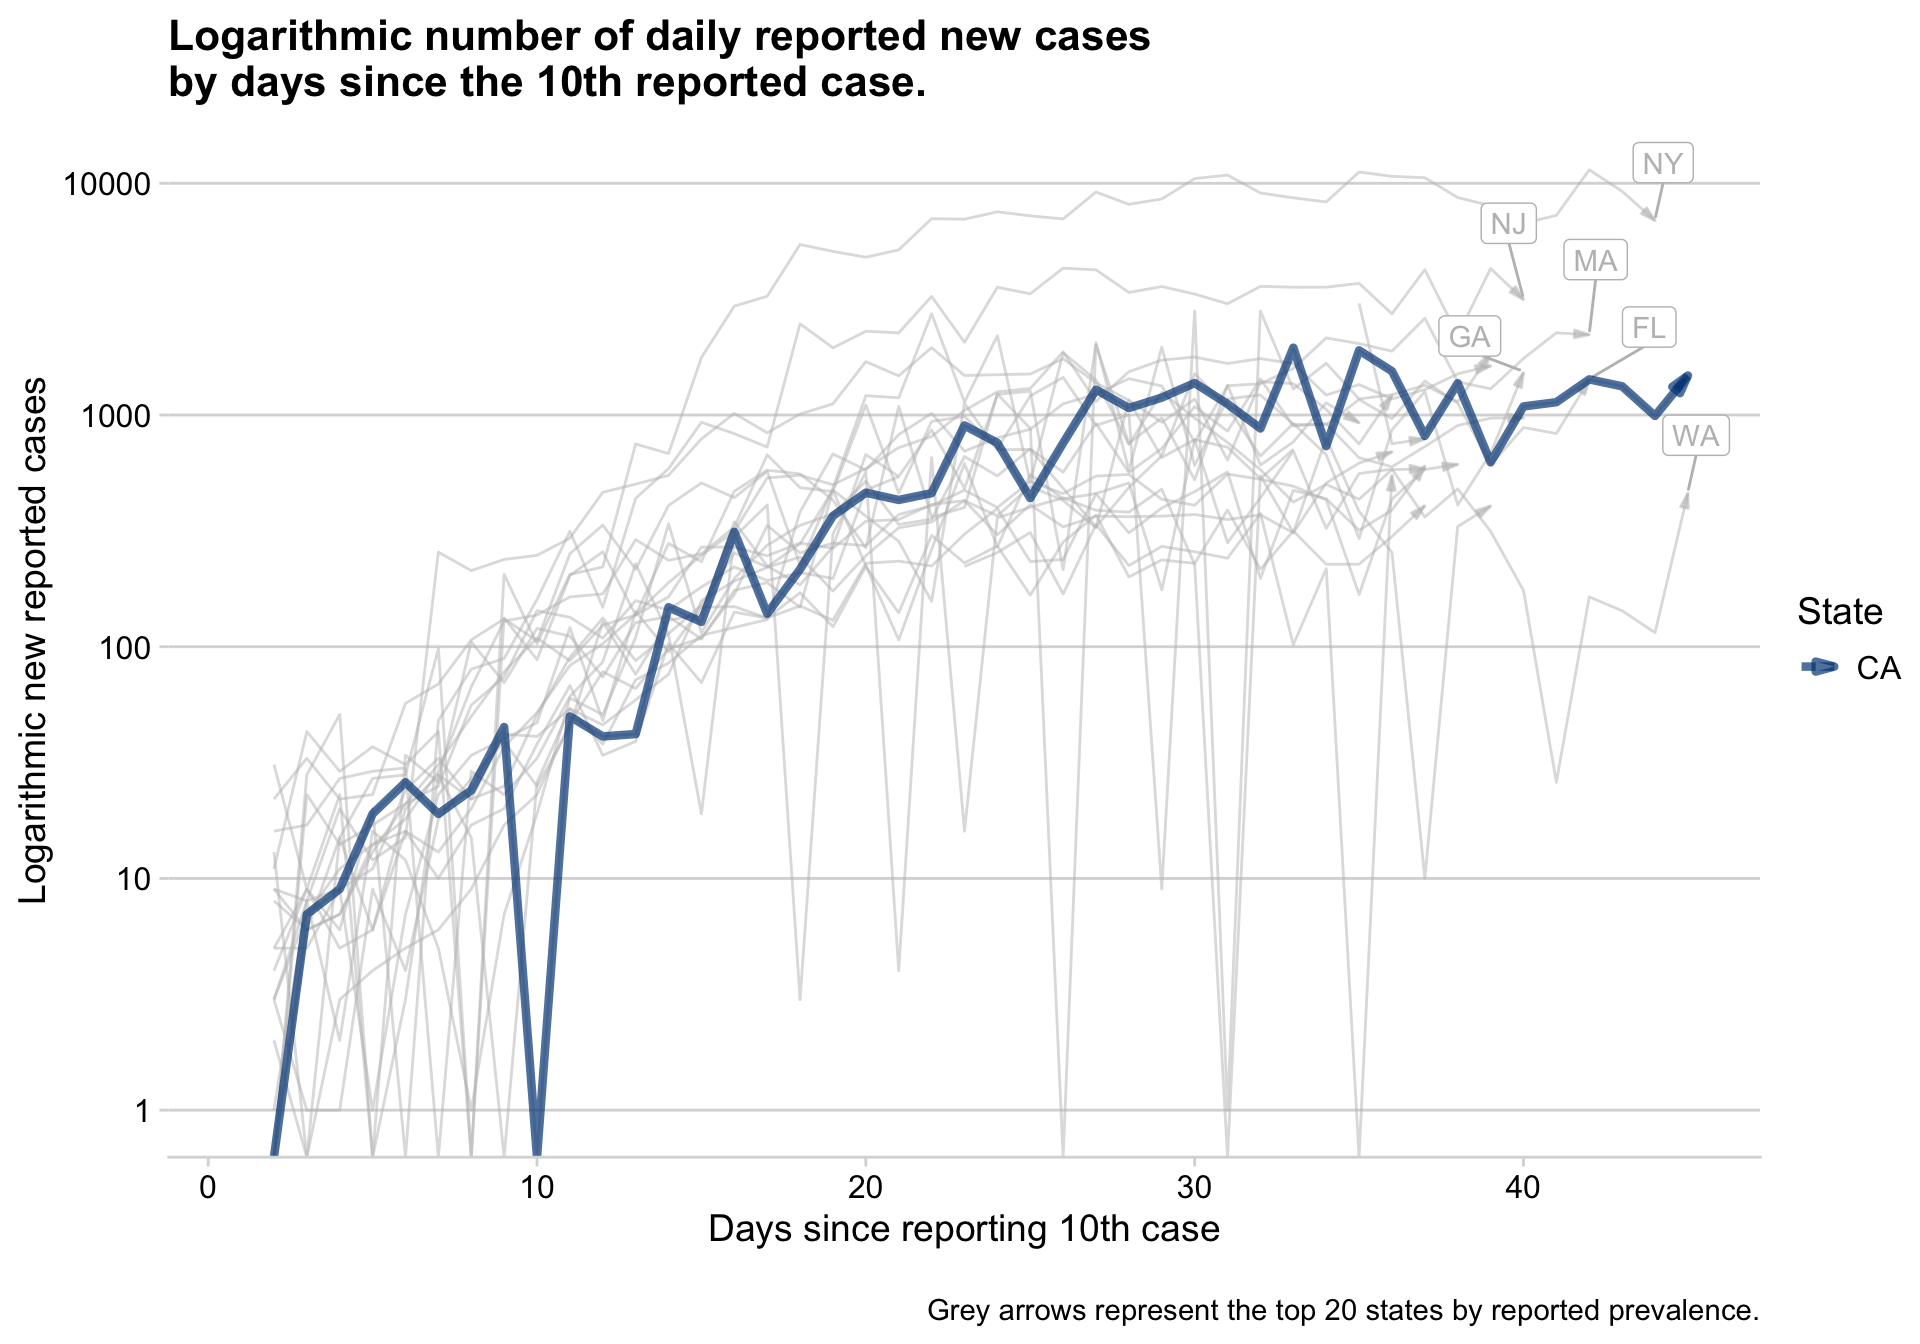 Logarithmic number of daily reported new cases
by days since the 10th reported case.
Logarithmic new reported cases
10000
1000
100
10
1
NY
NJ
MA
FL
GA
WA
State
CA
0
10
20
30
40
Days since reporting 10th case
Grey arrows represent the top 20 states by reported prevalence.